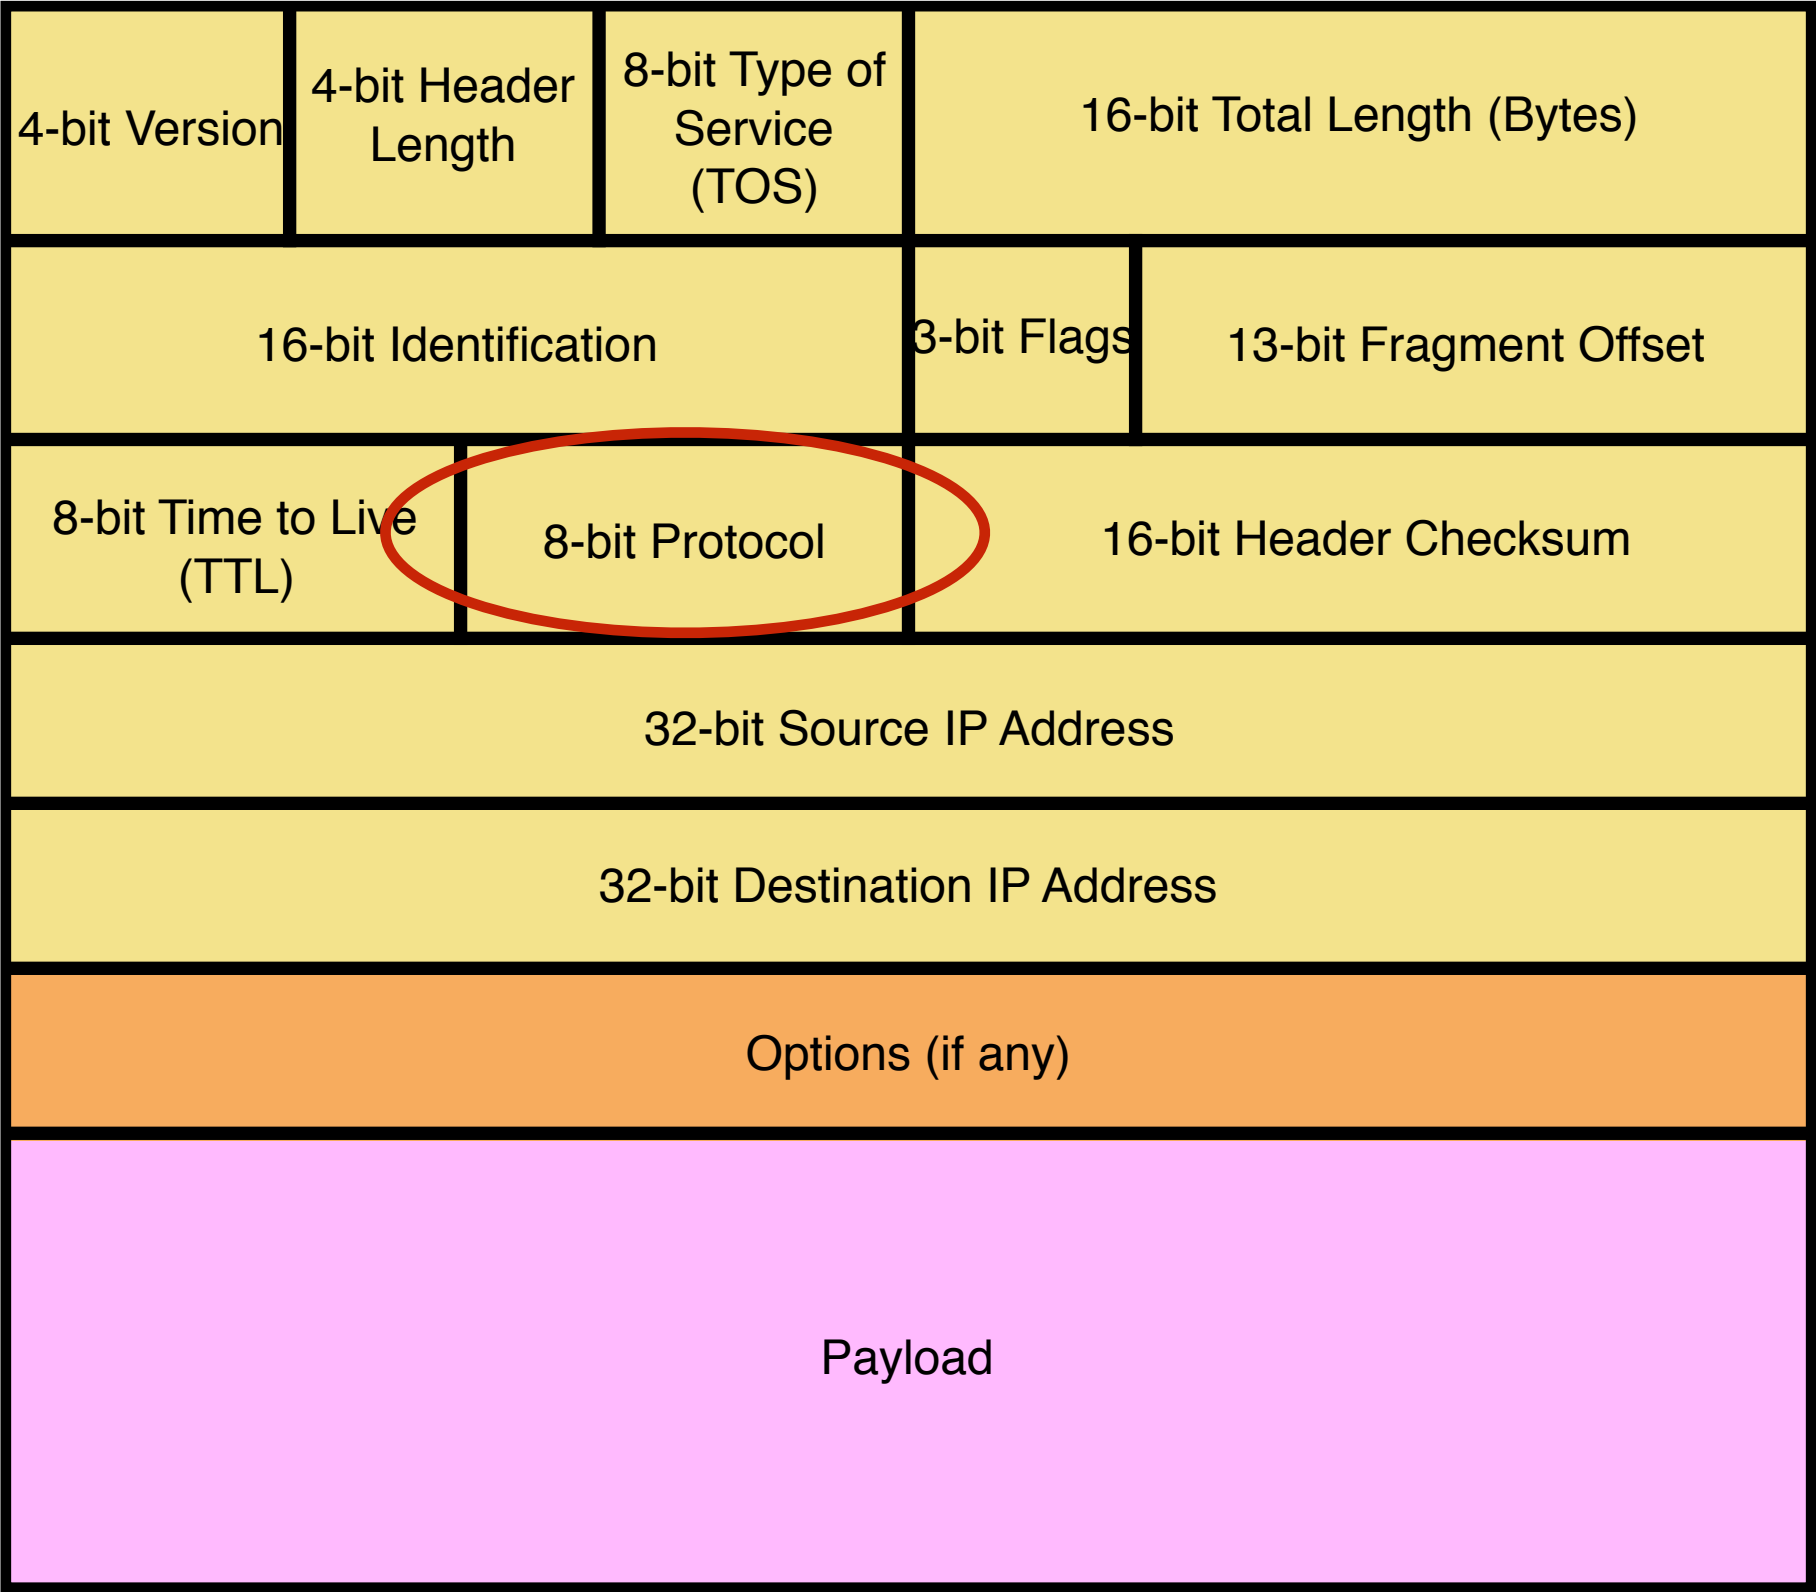 4-bit Version
4-bit Header
Length
8-bit Type of
Service
(TOS)
16-bit Total Length (Bytes)
16-bit Identification
3-bit Flags
13-bit Fragment Offset
8-bit Time to Live
(TTL)
8-bit Protocol
16-bit Header Checksum
32-bit Source IP Address
32-bit Destination IP Address
Options (if any)
Payload